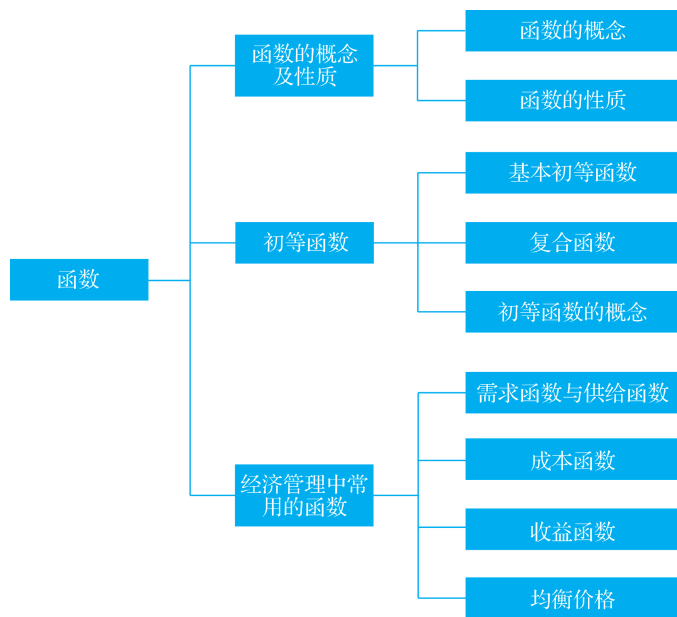 函数
函数的概念
及性质
函数的概念
函数的性质
初等函数
基本初等函数
复合函数
初等函数的概念
经济管理中常
用的函数
需求函数与供给函数
成本函数
收益函数
均衡价格